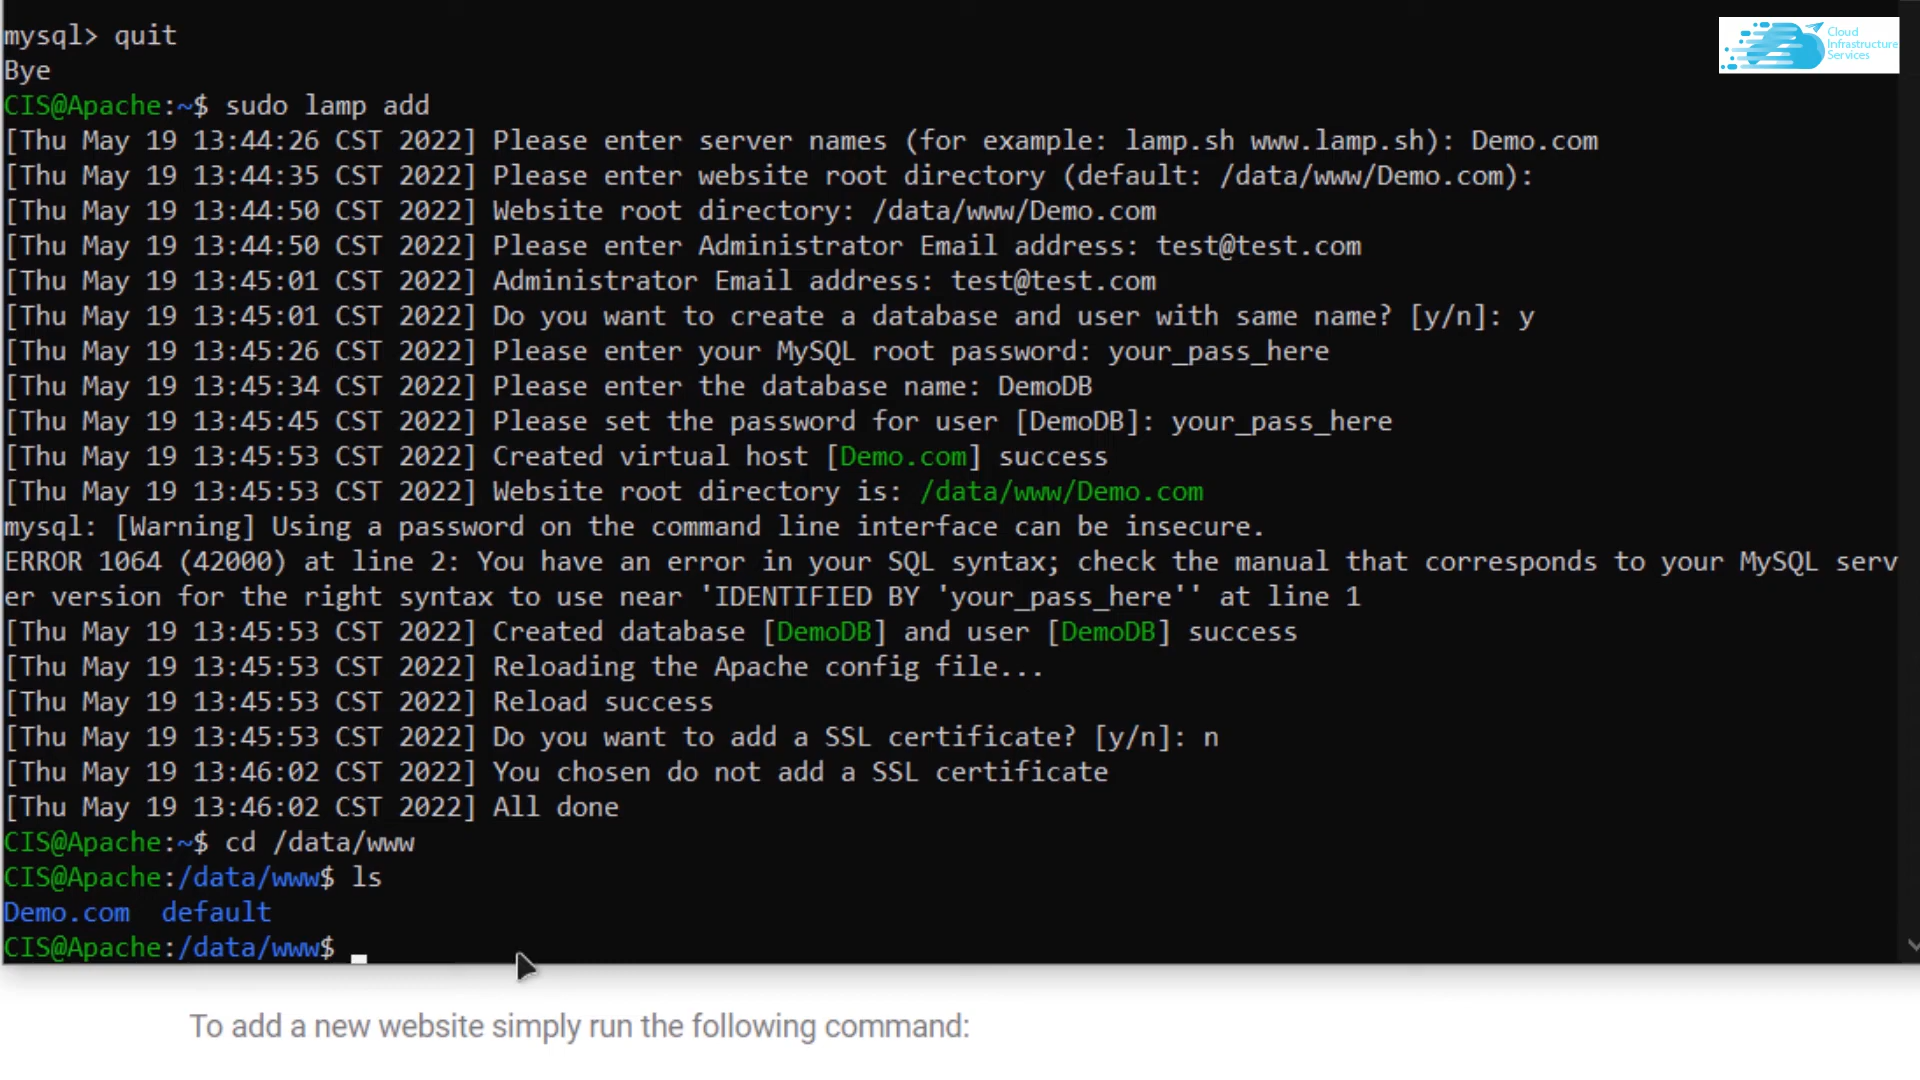 mysql> quit
Bye
Cloud
Infrastructure
Services
CIS@Apache:~$ sudo lamp add
[Thu May 19 13:44:26 CST 2022] Please enter server names (for example: lamp.sh www.lamp.sh): Demo.com
[Thu May 19 13:44:35 CST 2022] Please enter website root directory (default: /data/www/Demo.com):
[Thu May 19 13:44:50 CST 2022] Website root directory: /data/www/Demo.com
[Thu May 19 13:44:50 CST 2022] Please enter Administrator Email address: test@test.com
[Thu May 19 13:45:01 CST 2022] Administrator Email address: test@test.com
[Thu May 19 13:45:01 CST 2022] Do you want to create a database and user with same name? [y/n]: y
[Thu May 19 13:45:26 CST 2022] Please enter your MySQL root password: your_pass_here
[Thu May 19 13:45:34 CST 2022] Please enter the database name: DemoDB
[Thu May 19 13:45:45 CST 2022] Please set the password for user [DemoDB]: your_pass_here
[Thu May 19 13:45:53 CST 2022] Created virtual host [Demo.com] success
[Thu May 19 13:45:53 CST 2022] Website root directory is: /data/www/Demo.com
mysql: [Warning] Using a password on the command line interface can be insecure.
ERROR 1064 (42000) at line 2: You have an error in your SQL syntax; check the manual that corresponds to your MySQL serv
er version for the right syntax to use near 'IDENTIFIED BY 'your_pass_here'' at line 1
[Thu May 19 13:45:53 CST 2022] Created database [DemoDB] and user [DemoDB] success
[Thu May 19 13:45:53 CST 2022] Reloading the Apache config file...
[Thu May 19 13:45:53 CST 2022] Reload success
[Thu May 19 13:45:53 CST 2022] Do you want to add a SSL certificate? [y/n]: n
[Thu May 19 13:46:02 CST 2022] You chosen do not add a SSL certificate
[Thu May 19 13:46:02 CST 2022] All done
CIS@Apache:~$ cd /data/www
CIS@Apache:/data/www$ ls
Demo.com  default
CIS@Apache:/data/www$
To add a new website simply run the following command: